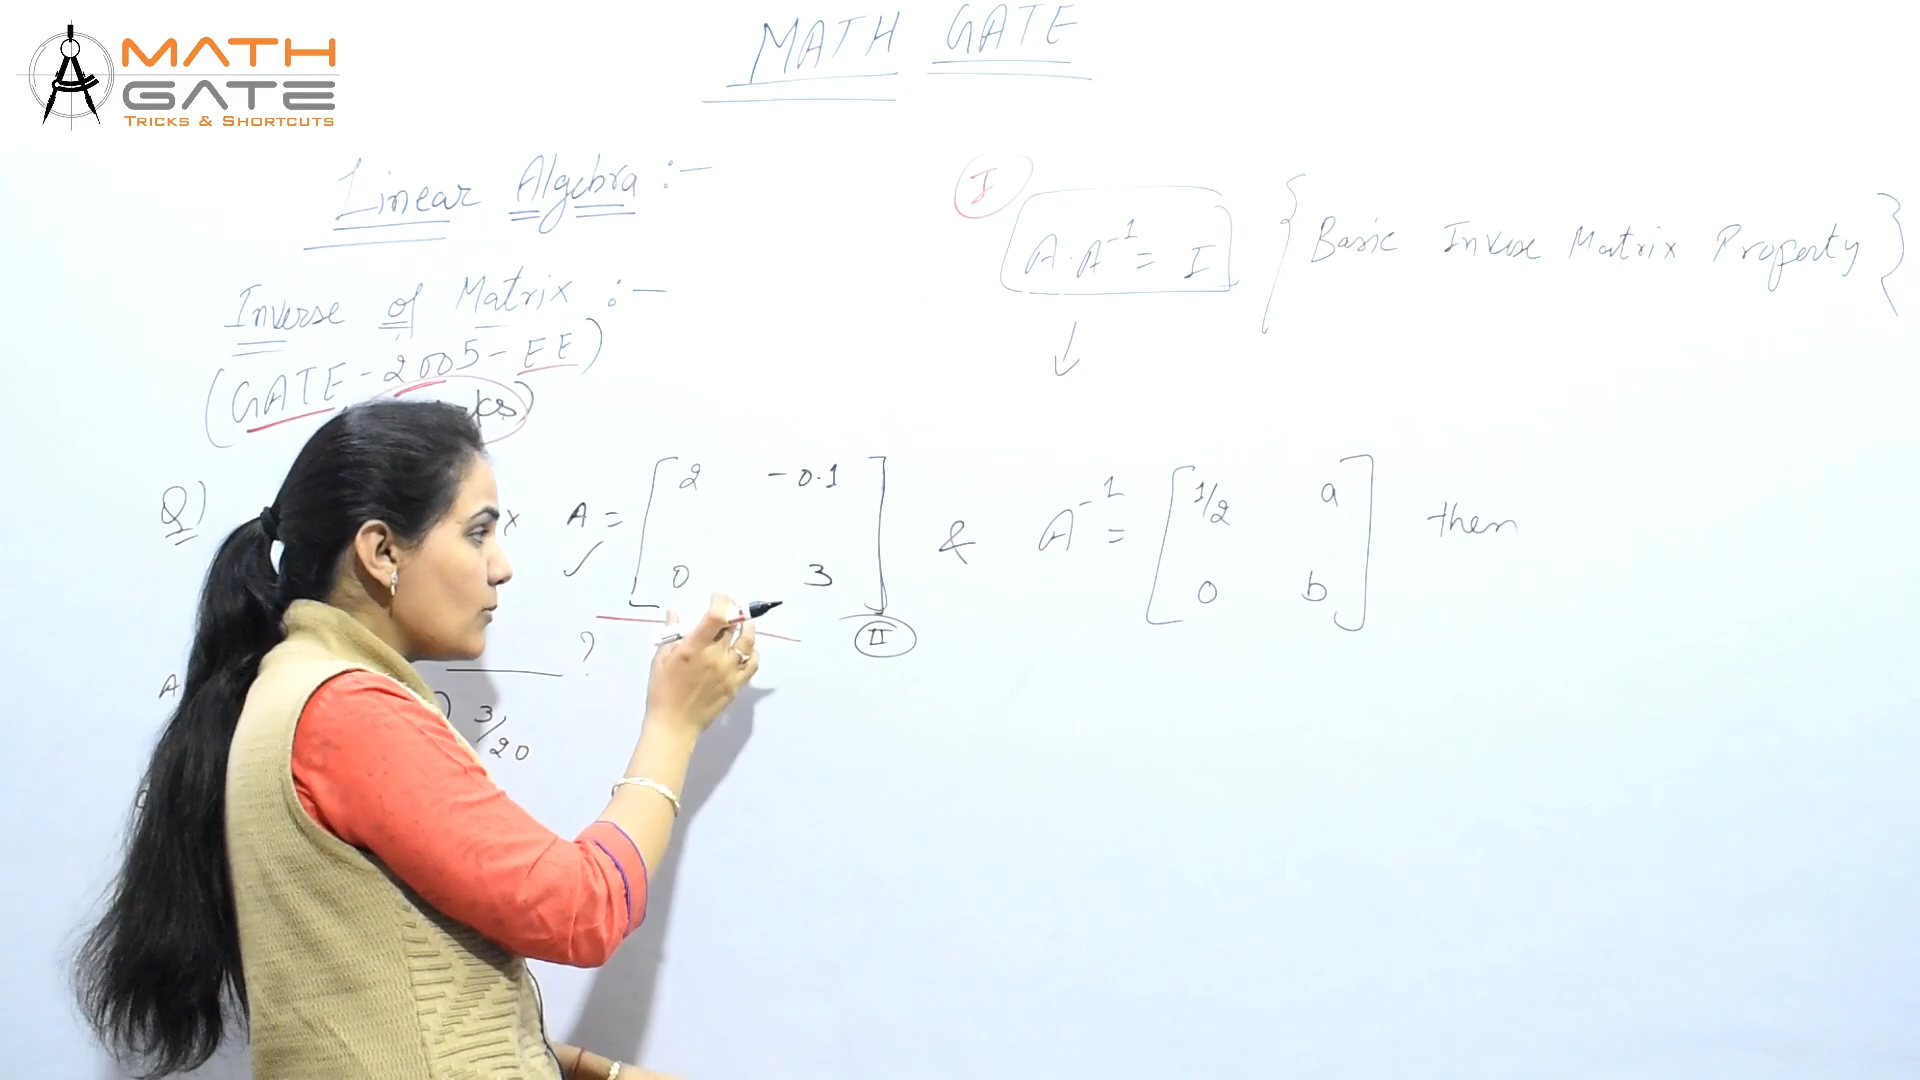 MATH GATE
TRICKS & SHORTCUTS
MATH GATE
Linear Algebra :-
Inverse of Matrix :-
(GATE-2005-EE)
I
A.A⁻¹ = I { Basic Inverse Matrix Property }
Q) x A = [ 2 -0.1
0 3 ] & A⁻¹ = [ 1/2 a
0 b ] then
II
?
A
) 3/20